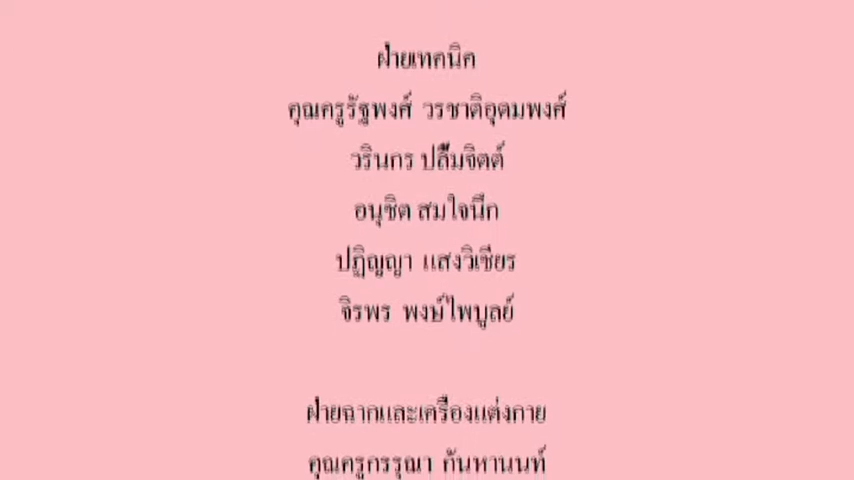 ฝ่ายเทคนิค
คุณครูรัฐพงศ์ วรชาติอุดมพงศ์
วรินกร ปลื้มจิตต์
อนุชิต สมใจนึก
ปฏิญญา แสงวิเชียร
จิรพร พงษ์ไพบูลย์
ฝ่ายฉากและเครื่องแต่งกาย
คุณครูกรรุณา กันหานนท์